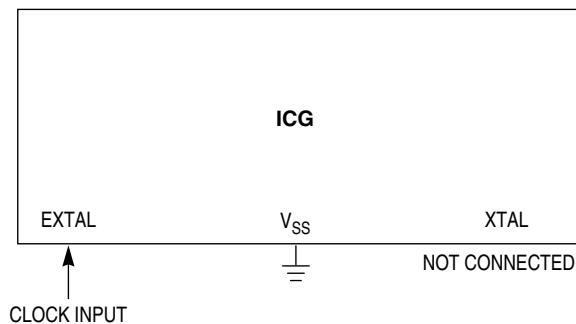 ICG
EXTAL
VSS
XTAL
NOT CONNECTED
CLOCK INPUT